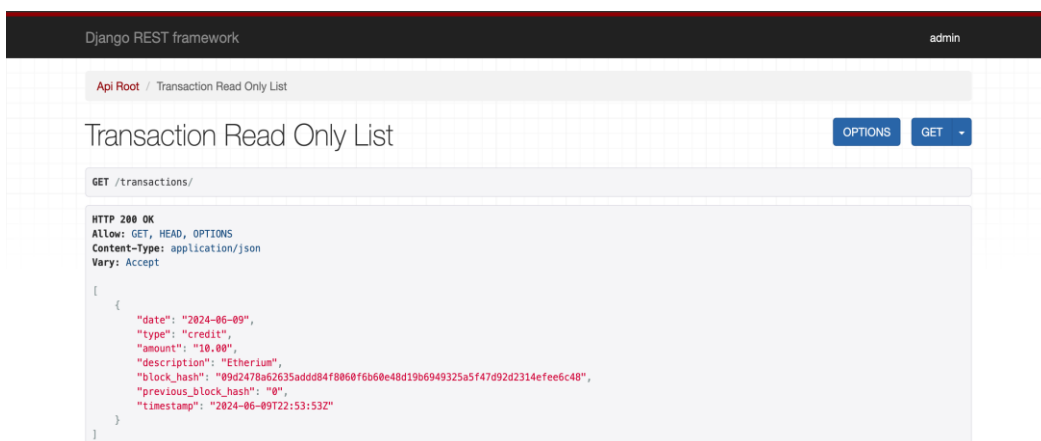 Django REST framework
admin
Api Root / Transaction Read Only List
Transaction Read Only List
OPTIONS
GET
GET /transactions/
HTTP 200 OK
Allow: GET, HEAD, OPTIONS
Content-Type: application/json
Vary: Accept
[
{
"date": "2024-06-09",
"type": "credit",
"amount": "10.00",
"description": "Etherium",
"block_hash": "09d2478a62635addd84f8060f6b60e48d19b6949325a5f47d92d2314efee6c48",
"previous_block_hash": "0",
"timestamp": "2024-06-09T22:53:53Z"
}
]